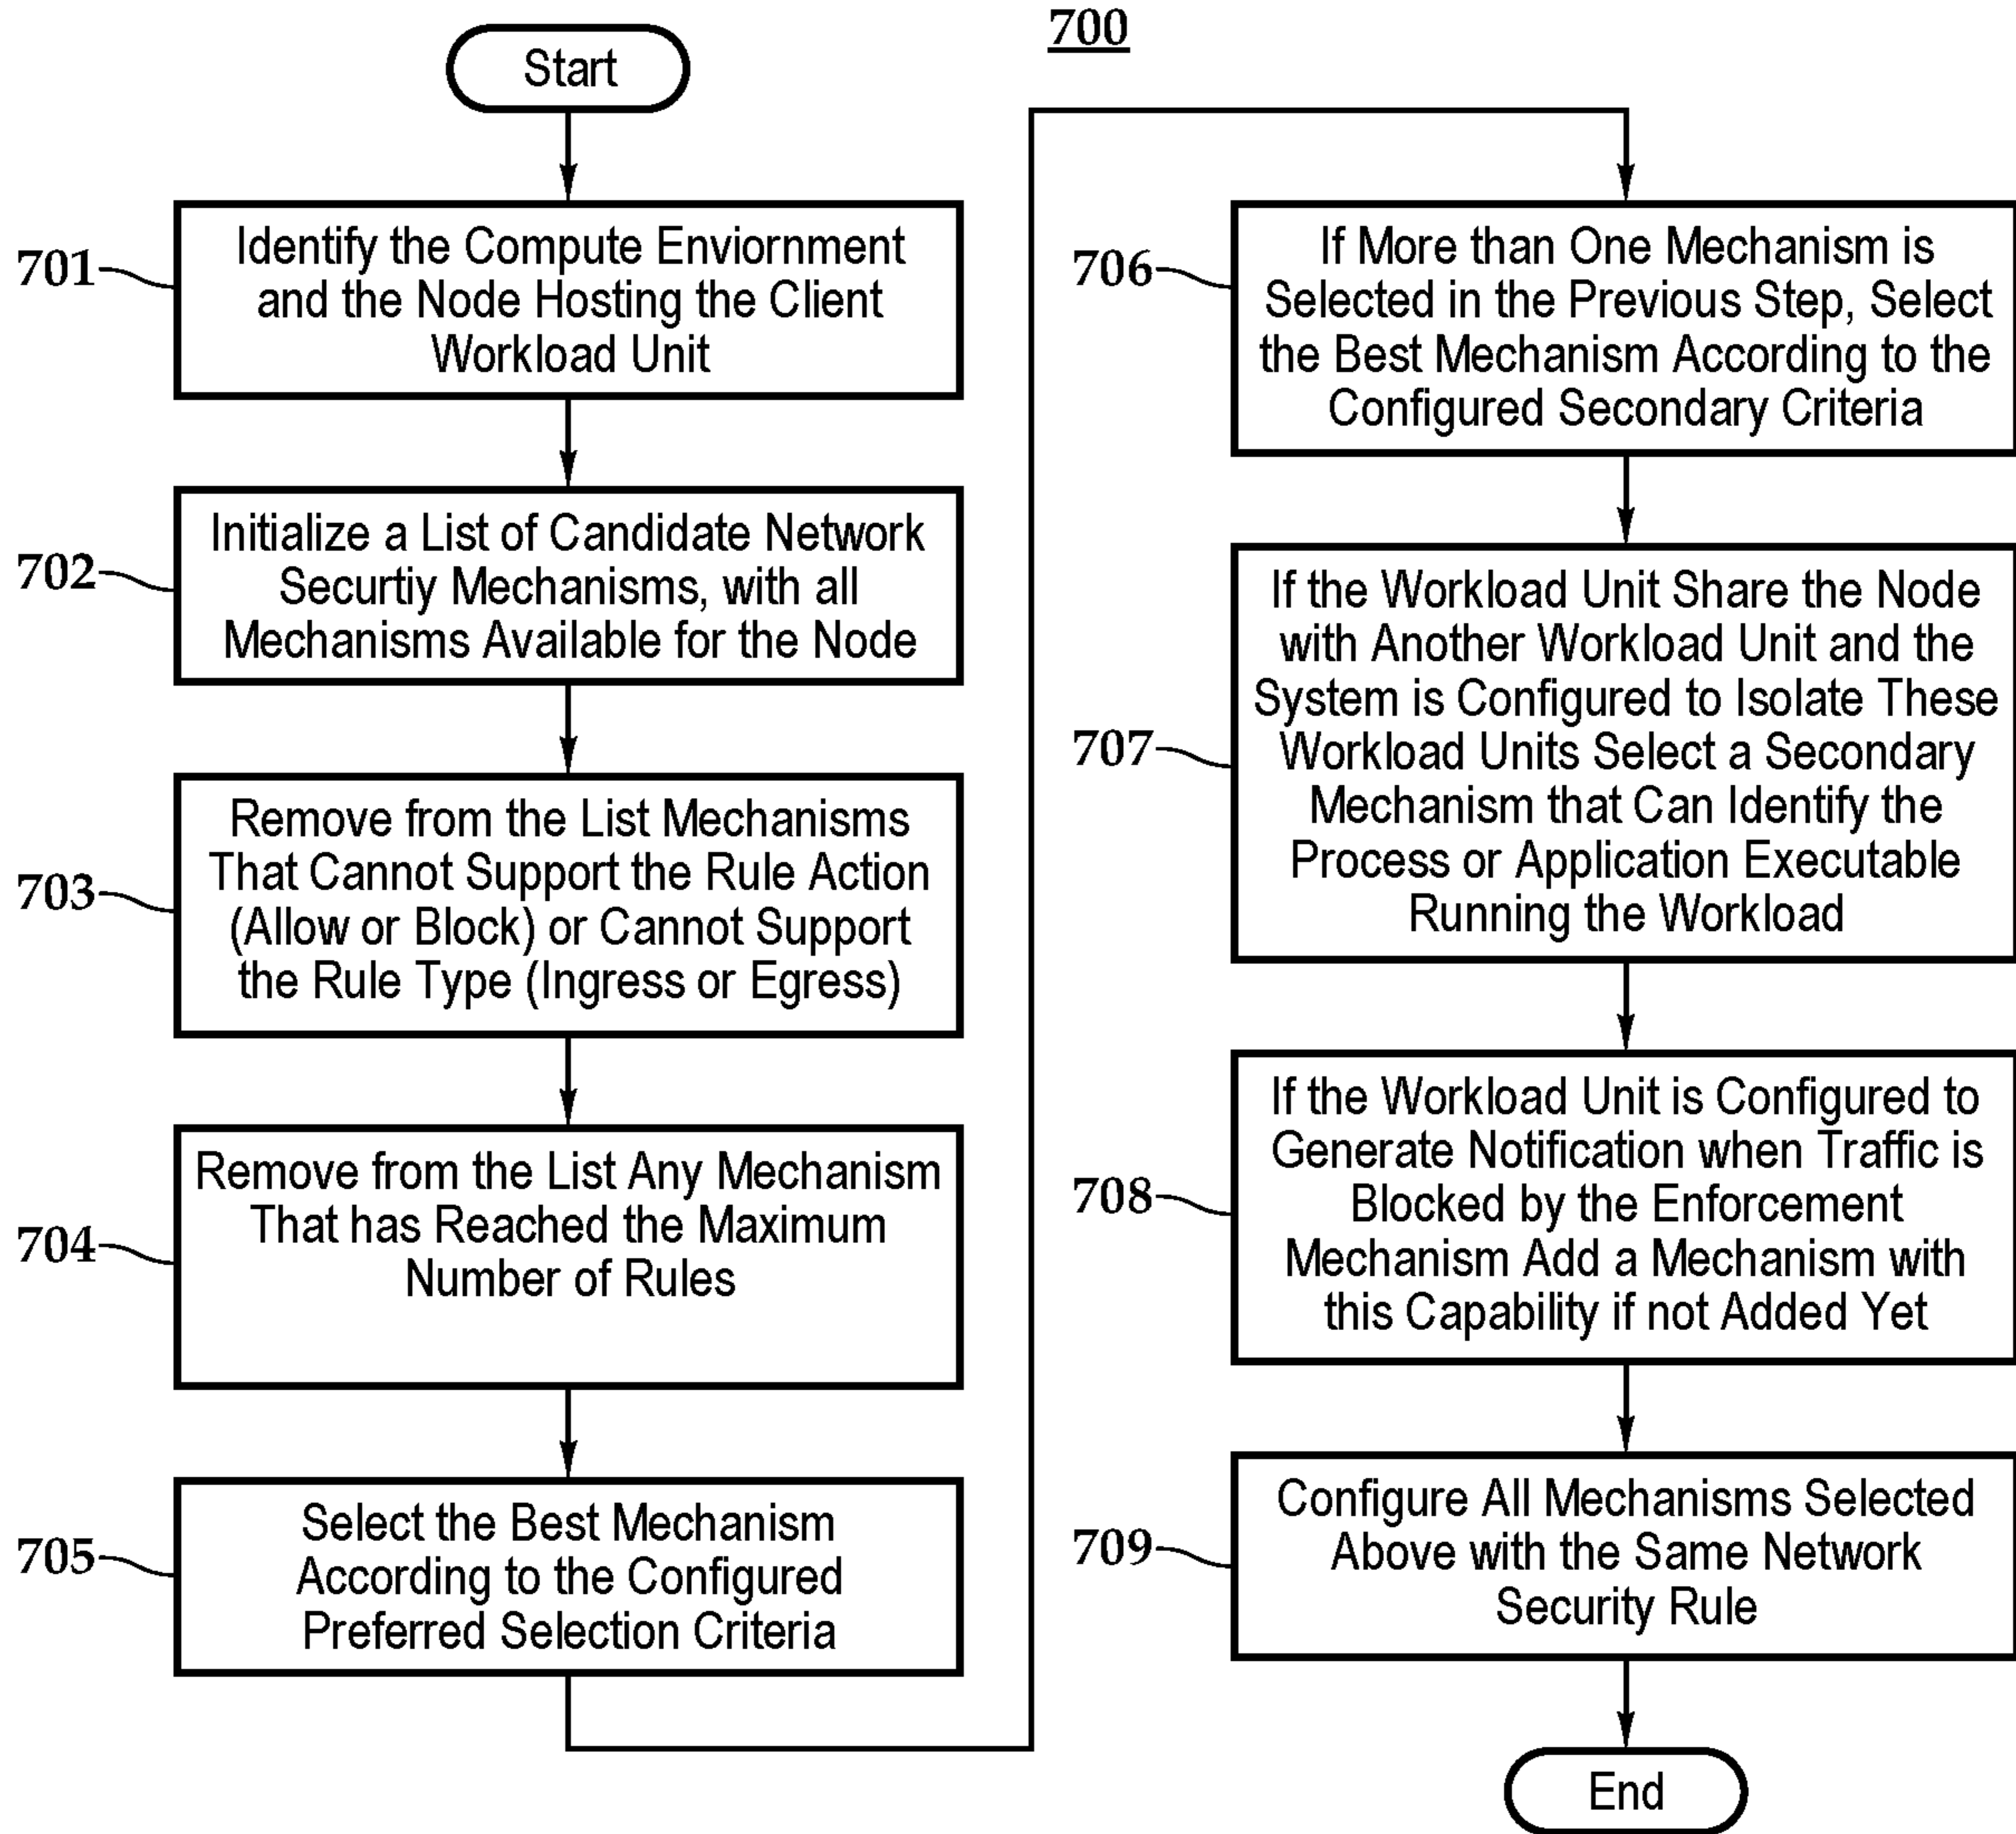 700
Start
701
Identify the Compute Enviornment
and the Node Hosting the Client
Workload Unit
702
Initialize a List of Candidate Network
Securtiy Mechanisms, with all
Mechanisms Available for the Node
703
Remove from the List Mechanisms
That Cannot Support the Rule Action
(Allow or Block) or Cannot Support
the Rule Type (Ingress or Egress)
704
Remove from the List Any Mechanism
That has Reached the Maximum
Number of Rules
705
Select the Best Mechanism
According to the Configured
Preferred Selection Criteria
706
If More than One Mechanism is
Selected in the Previous Step, Select
the Best Mechanism According to the
Configured Secondary Criteria
707
If the Workload Unit Share the Node
with Another Workload Unit and the
System is Configured to Isolate These
Workload Units Select a Secondary
Mechanism that Can Identify the
Process or Application Executable
Running the Workload
708
If the Workload Unit is Configured to
Generate Notification when Traffic is
Blocked by the Enforcement
Mechanism Add a Mechanism with
this Capability if not Added Yet
709
Configure All Mechanisms Selected
Above with the Same Network
Security Rule
End